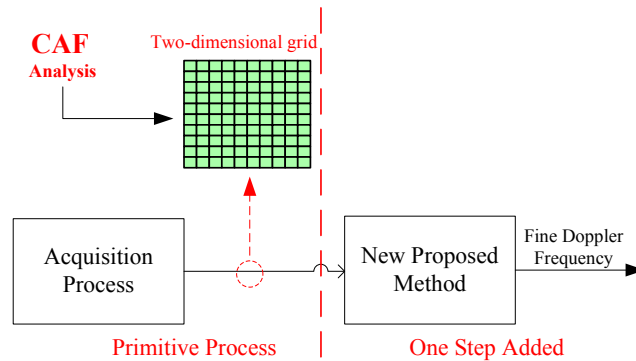 CAF
Analysis
Two-dimensional grid
Acquisition
Process
New Proposed
Method
Fine Doppler
Frequency
Primitive Process
One Step Added